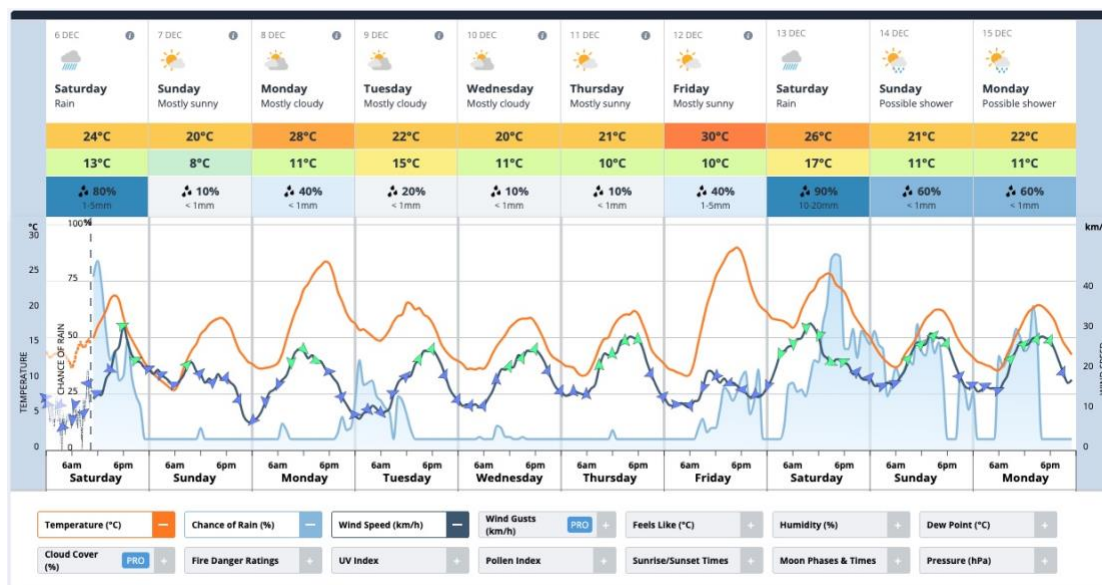 6 DEC
Saturday
Rain
24°C
13°C
80%
1-5mm
7 DEC
Sunday
Mostly sunny
20°C
8°C
10%
< 1mm
8 DEC
Monday
Mostly cloudy
28°C
11°C
40%
< 1mm
9 DEC
Tuesday
Mostly cloudy
22°C
15°C
20%
< 1mm
10 DEC
Wednesday
Mostly cloudy
20°C
11°C
10%
< 1mm
11 DEC
Thursday
Mostly sunny
21°C
10°C
10%
< 1mm
12 DEC
Friday
Mostly sunny
30°C
10°C
40%
1-5mm
13 DEC
Saturday
Rain
26°C
17°C
90%
10-20mm
14 DEC
Sunday
Possible shower
21°C
11°C
60%
< 1mm
15 DEC
Monday
Possible shower
22°C
11°C
60%
< 1mm
°C
30
25
20
15
10
5
0
TEMPERATURE
100%
75
50
25
0
CHANCE OF RAIN
km/
40
30
20
10
0
6am 6pm
Saturday
6am 6pm
Sunday
6am 6pm
Monday
6am 6pm
Tuesday
6am 6pm
Wednesday
6am 6pm
Thursday
6am 6pm
Friday
6am 6pm
Saturday
6am 6pm
Sunday
6am 6pm
Monday
Temperature (°C)
Chance of Rain (%)
Wind Speed (km/h)
Wind Gusts
(km/h)
PRO
Feels Like (°C)
Humidity (%)
Dew Point (°C)
Cloud Cover
(%)
PRO
Fire Danger Ratings
UV Index
Pollen Index
Sunrise/Sunset Times
Moon Phases & Times
Pressure (hPa)